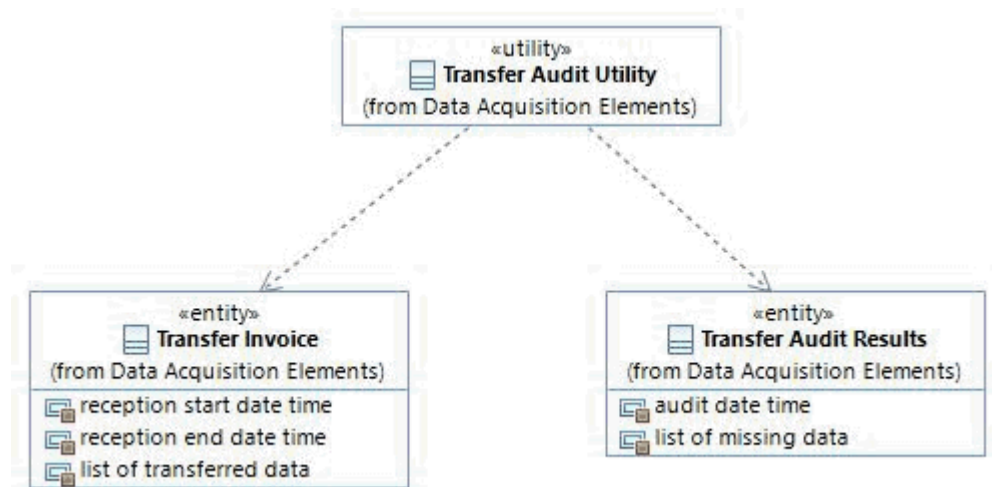 «utility»
Transfer Audit Utility
(from Data Acquisition Elements)
«entity»
Transfer Invoice
(from Data Acquisition Elements)
reception start date time
reception end date time
list of transferred data
«entity»
Transfer Audit Results
(from Data Acquisition Elements)
audit date time
list of missing data